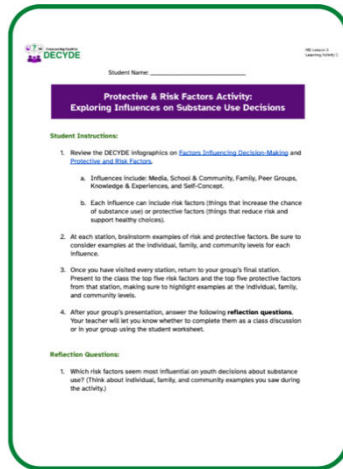 Empowering Families
DECYDE
MS Lesson 3
Learning Activity 1
Student Name:
Protective & Risk Factors Activity:
Exploring Influences on Substance Use Decisions
Student Instructions:
1. Review the DECYDE infographics on Factors Influencing Decision-Making and
Protective and Risk Factors.
a. Influences include: Media, School & Community, Family, Peer Groups,
Knowledge & Experiences, and Self-Concept.
b. Each influence can include risk factors (things that increase the chance
of substance use) or protective factors (things that reduce risk and
support healthy choices).
2. At each station, brainstorm examples of risk and protective factors. Be sure to
consider examples at the individual, family, and community levels for each
influence.
3. Once you have visited every station, return to your group's final station.
Present to the class the top five risk factors and the top five protective factors
from that station, making sure to highlight examples at the individual, family,
and community levels.
4. After your group's presentation, answer the following reflection questions.
Your teacher will let you know whether to complete them as a class discussion
or in your group using the student worksheet.
Reflection Questions:
1. Which risk factors seem most influential on youth decisions about substance
use? (Think about individual, family, and community examples you saw during
the activity.)